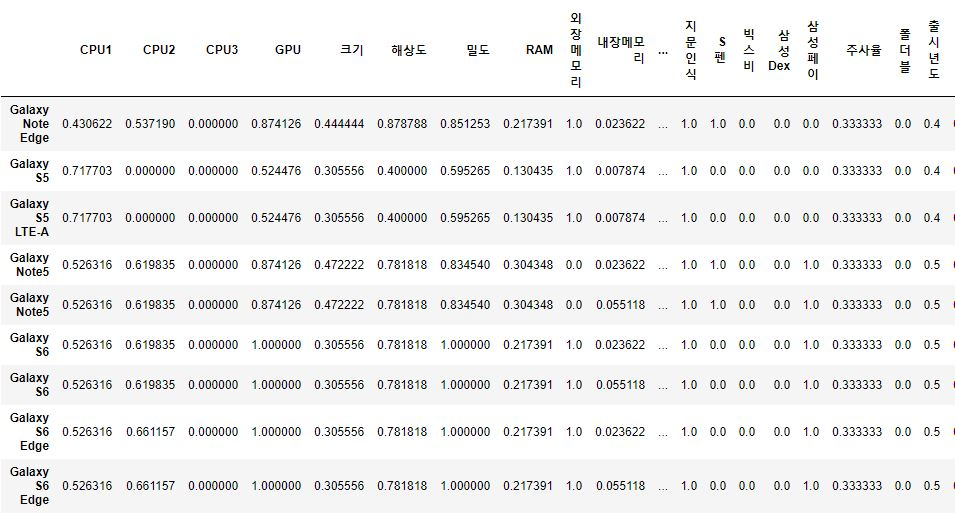 CPU1 CPU2 CPU3 GPU 크기 해상도 밀도 RAM 외장메모리 내장메모리 ... 지문인식 S펜 빅스비 삼성Dex 삼성페이 주사율 폴더블 출시년도
Galaxy Note Edge 0.430622 0.537190 0.000000 0.874126 0.444444 0.878788 0.851253 0.217391 1.0 0.023622 ... 1.0 1.0 0.0 0.0 0.0 0.333333 0.0 0.4
Galaxy S5 0.717703 0.000000 0.000000 0.524476 0.305556 0.400000 0.595265 0.130435 1.0 0.007874 ... 1.0 0.0 0.0 0.0 0.0 0.333333 0.0 0.4
Galaxy S5 LTE-A 0.717703 0.000000 0.000000 0.524476 0.305556 0.400000 0.595265 0.130435 1.0 0.007874 ... 1.0 0.0 0.0 0.0 0.0 0.333333 0.0 0.4
Galaxy Note5 0.526316 0.619835 0.000000 0.874126 0.472222 0.781818 0.834540 0.304348 0.0 0.023622 ... 1.0 1.0 0.0 0.0 1.0 0.333333 0.0 0.5
Galaxy Note5 0.526316 0.619835 0.000000 0.874126 0.472222 0.781818 0.834540 0.304348 0.0 0.055118 ... 1.0 1.0 0.0 0.0 1.0 0.333333 0.0 0.5
Galaxy S6 0.526316 0.619835 0.000000 1.000000 0.305556 0.781818 1.000000 0.217391 1.0 0.023622 ... 1.0 0.0 0.0 0.0 1.0 0.333333 0.0 0.5
Galaxy S6 0.526316 0.619835 0.000000 1.000000 0.305556 0.781818 1.000000 0.217391 1.0 0.055118 ... 1.0 0.0 0.0 0.0 1.0 0.333333 0.0 0.5
Galaxy S6 Edge 0.526316 0.661157 0.000000 1.000000 0.305556 0.781818 1.000000 0.217391 1.0 0.023622 ... 1.0 0.0 0.0 0.0 1.0 0.333333 0.0 0.5
Galaxy S6 Edge 0.526316 0.661157 0.000000 1.000000 0.305556 0.781818 1.000000 0.217391 1.0 0.055118 ... 1.0 0.0 0.0 0.0 1.0 0.333333 0.0 0.5